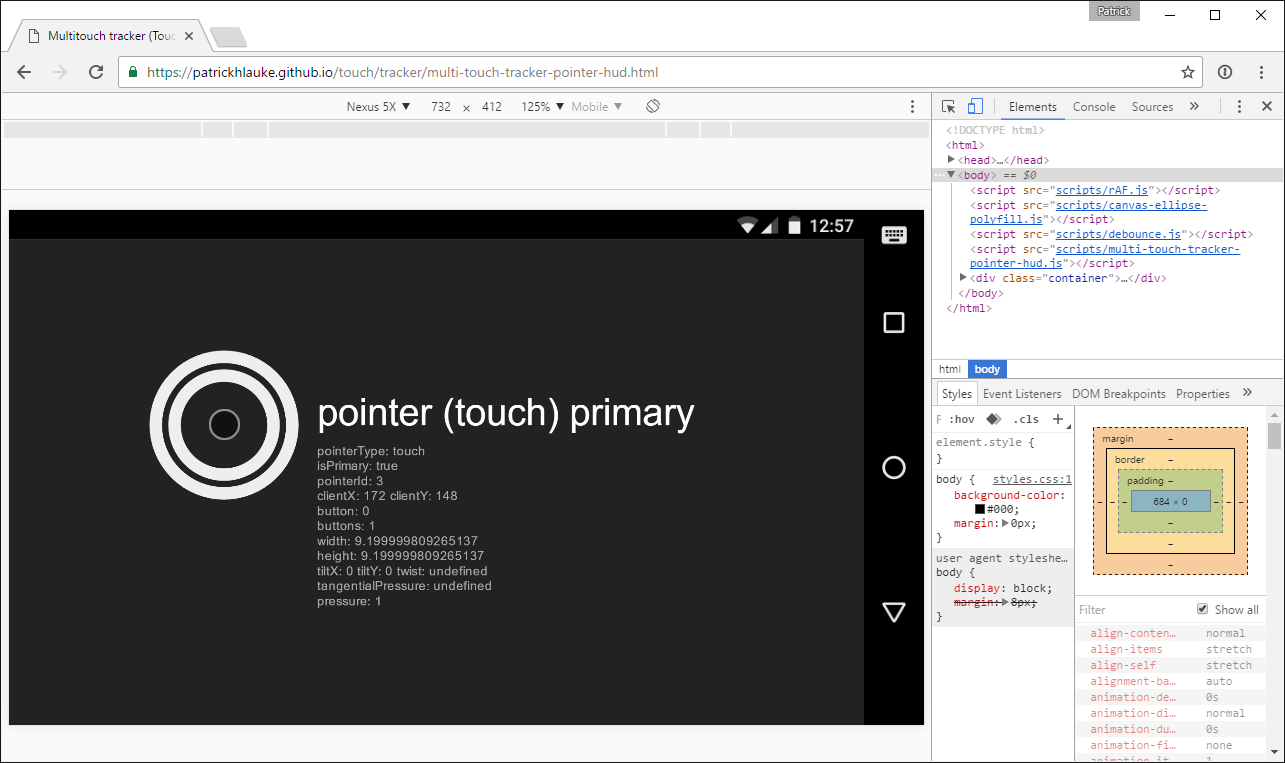 Patrick
Multitouch tracker (Touc
https://patrickhlauke.github.io/touch/tracker/multi-touch-tracker-pointer-hud.html
Nexus 5X ▼ 732 × 412 125% ▼ Mobile ▼
12:57
pointer (touch) primary
pointerType: touch
isPrimary: true
pointerId: 3
clientX: 172 clientY: 148
button: 0
buttons: 1
width: 9.199999809265137
height: 9.199999809265137
tiltX: 0 tiltY: 0 twist: undefined
tangentialPressure: undefined
pressure: 1
Elements Console Sources »
<!DOCTYPE html>
<html>
▶<head>…</head>
…▼<body> == $0
<script src="scripts/rAF.js"></script>
<script src="scripts/canvas-ellipse-
polyfill.js"></script>
<script src="scripts/debounce.js"></script>
<script src="scripts/multi-touch-tracker-
pointer-hud.js"></script>
▶<div class="container">…</div>
</body>
</html>
html body
Styles Event Listeners DOM Breakpoints Properties »
F :hov .cls +
element.style {
}
body { styles.css:1
background-color:
#000;
margin:▶0px;
}
user agent styleshe…
body {
display: block;
margin:▶8px;
}
margin –
border –
padding –
– – – 684 × 0 – – –
–
–
–
Filter Show all
align-conten… normal
align-items stretch
align-self stretch
alignment-ba… auto
animation-de… 0s
animation-di… normal
animation-du… 0s
animation-fi… none
animation-it… 1